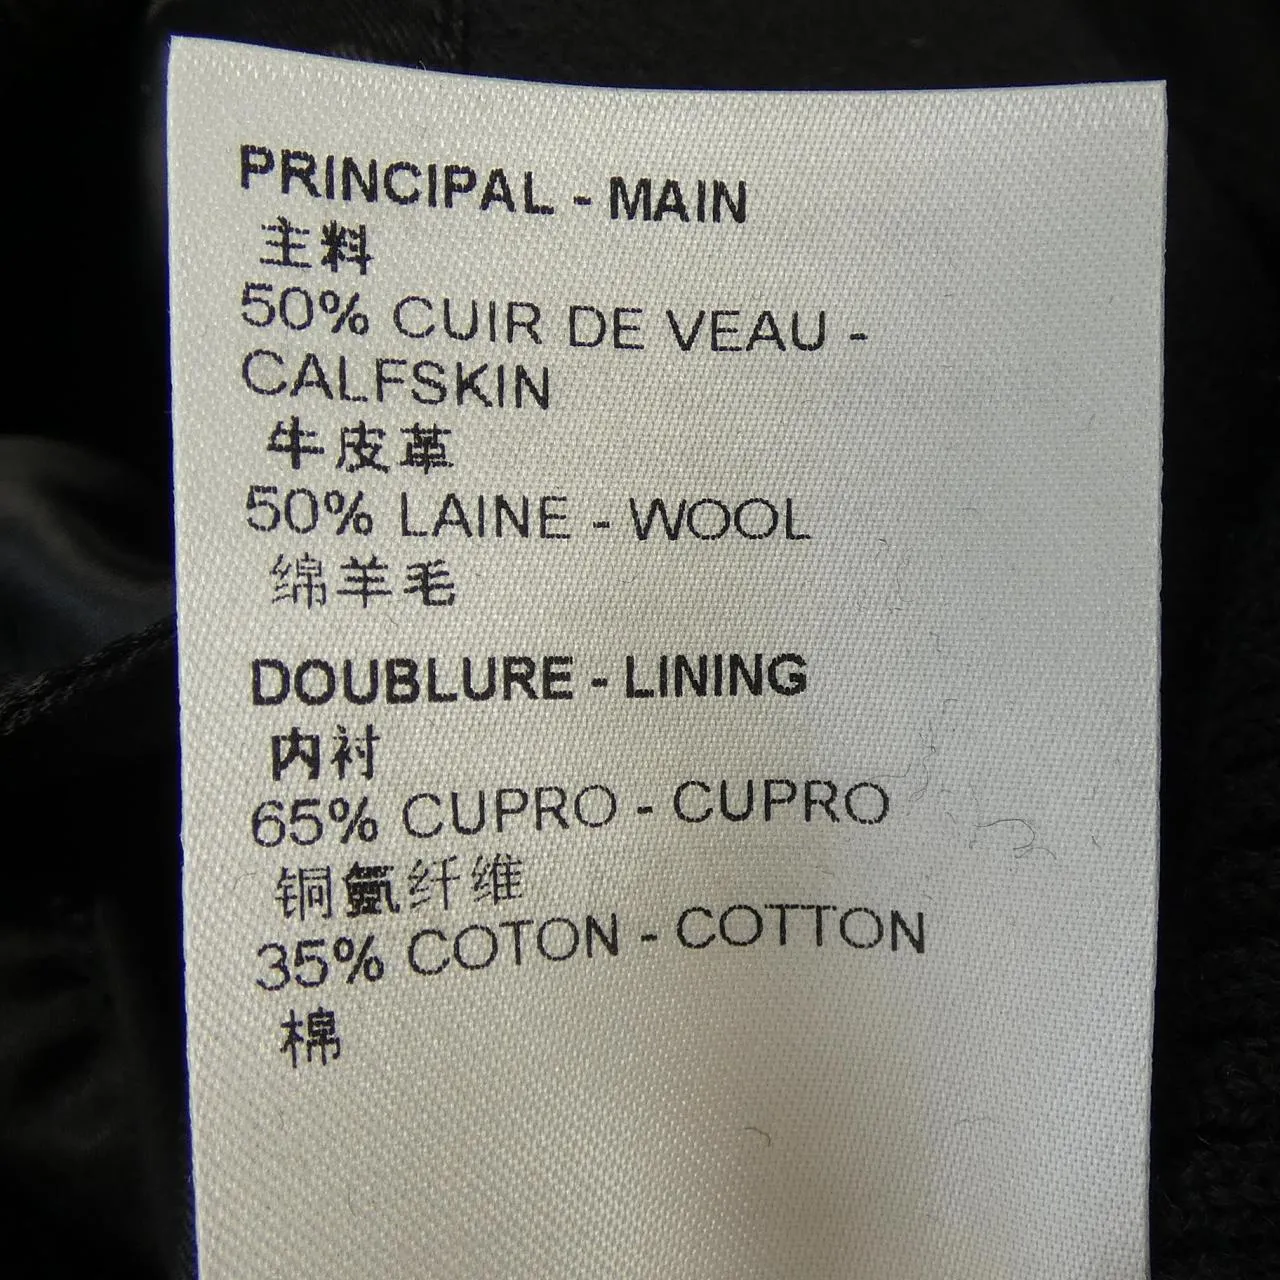 PRINCIPAL - MAIN
主料
50% CUIR DE VEAU -
CALFSKIN
牛皮革
50% LAINE - WOOL
绵羊毛
DOUBLURE - LINING
内衬
65% CUPRO - CUPRO
铜氨纤维
35% COTON - COTTON
棉